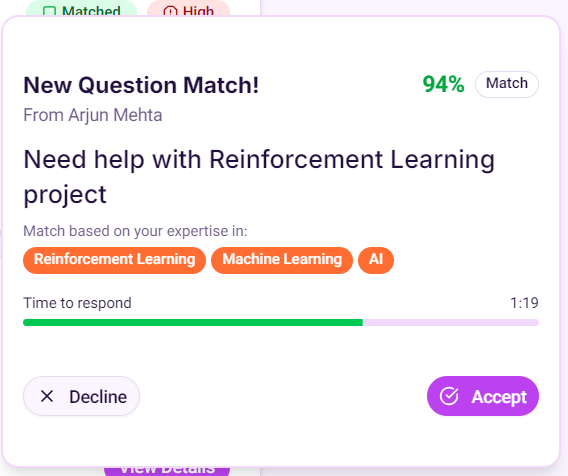 Matched High
New Question Match!
94% Match
From Arjun Mehta
Need help with Reinforcement Learning
project
Match based on your expertise in:
Reinforcement Learning Machine Learning AI
Time to respond 1:19
Decline Accept
View Details